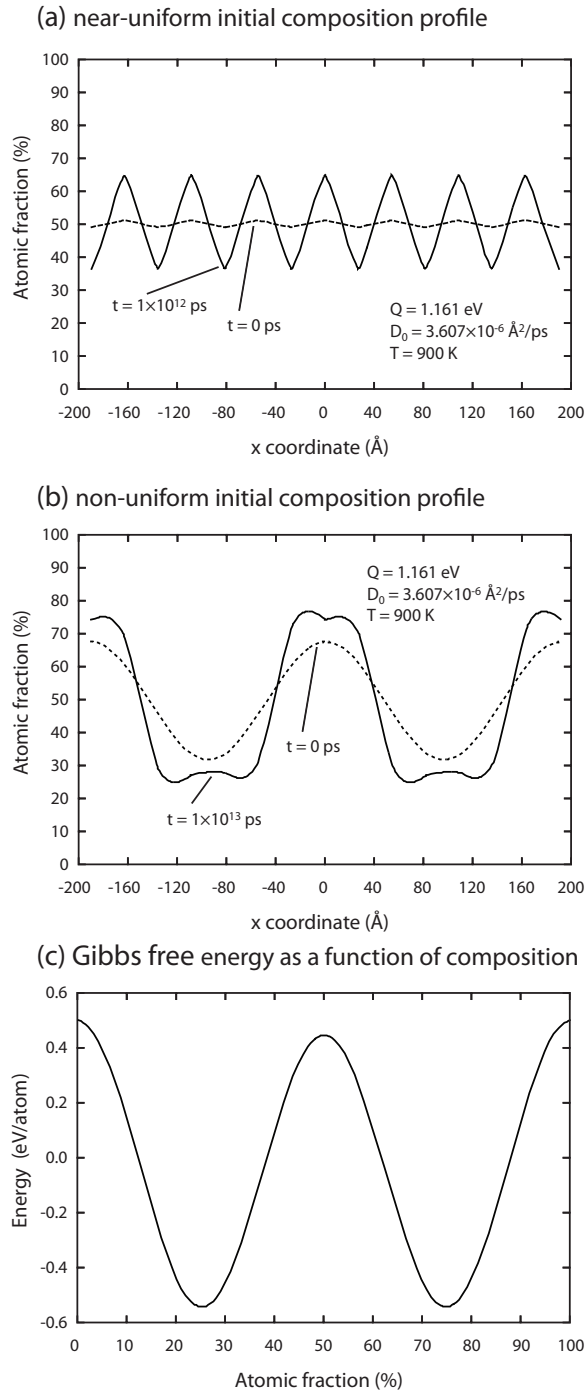 (a) near-uniform initial composition profile
100
90
80
70
60
50
40
30
20
10
0
Atomic fraction (%)
t = 1×10¹² ps
t = 0 ps
Q = 1.161 eV
D₀ = 3.607×10⁻⁶ Å²/ps
T = 900 K
-200 -160 -120 -80 -40 0 40 80 120 160 200
x coordinate (Å)
(b) non-uniform initial composition profile
100
90
80
70
60
50
40
30
20
10
0
Atomic fraction (%)
Q = 1.161 eV
D₀ = 3.607×10⁻⁶ Å²/ps
T = 900 K
t = 0 ps
t = 1×10¹³ ps
-200 -160 -120 -80 -40 0 40 80 120 160 200
x coordinate (Å)
(c) Gibbs free energy as a function of composition
0.6
0.4
0.2
0.0
-0.2
-0.4
-0.6
Energy (eV/atom)
0 10 20 30 40 50 60 70 80 90 100
Atomic fraction (%)